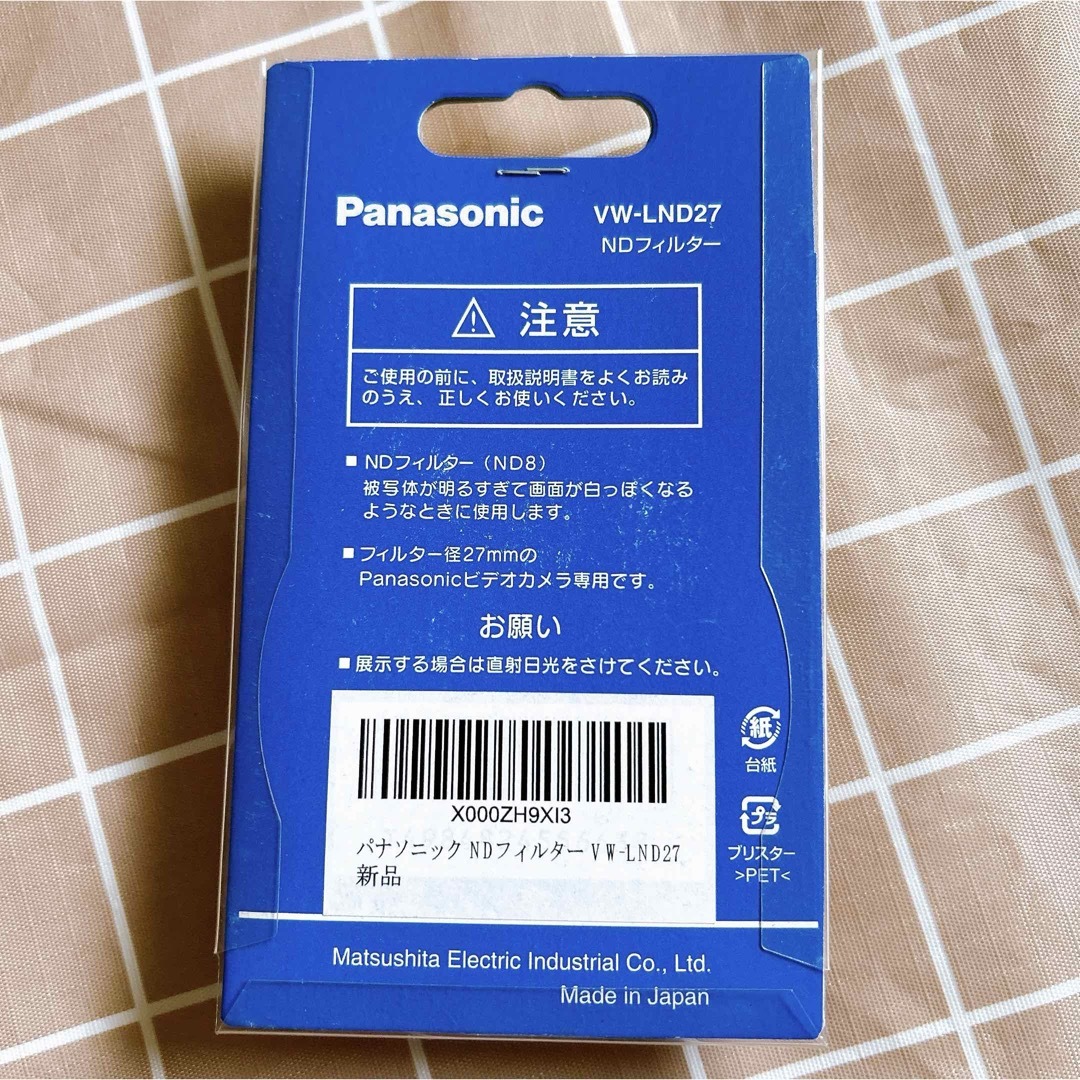 Panasonic
VW-LND27
NDフィルター
注意
ご使用の前に、取扱説明書をよくお読み
のうえ、正しくお使いください。
■ NDフィルター（ND8）
被写体が明るすぎて画面が白っぽくなる
ようなときに使用します。
■ フィルター径27mmの
Panasonicビデオカメラ専用です。
お願い
■ 展示する場合は直射日光をさけてください。
X000ZH9XI3
パナソニック NDフィルター VW-LND27
新品
紙
台紙
プラ
ブリスター
>PET<
Matsushita Electric Industrial Co., Ltd.
Made in Japan